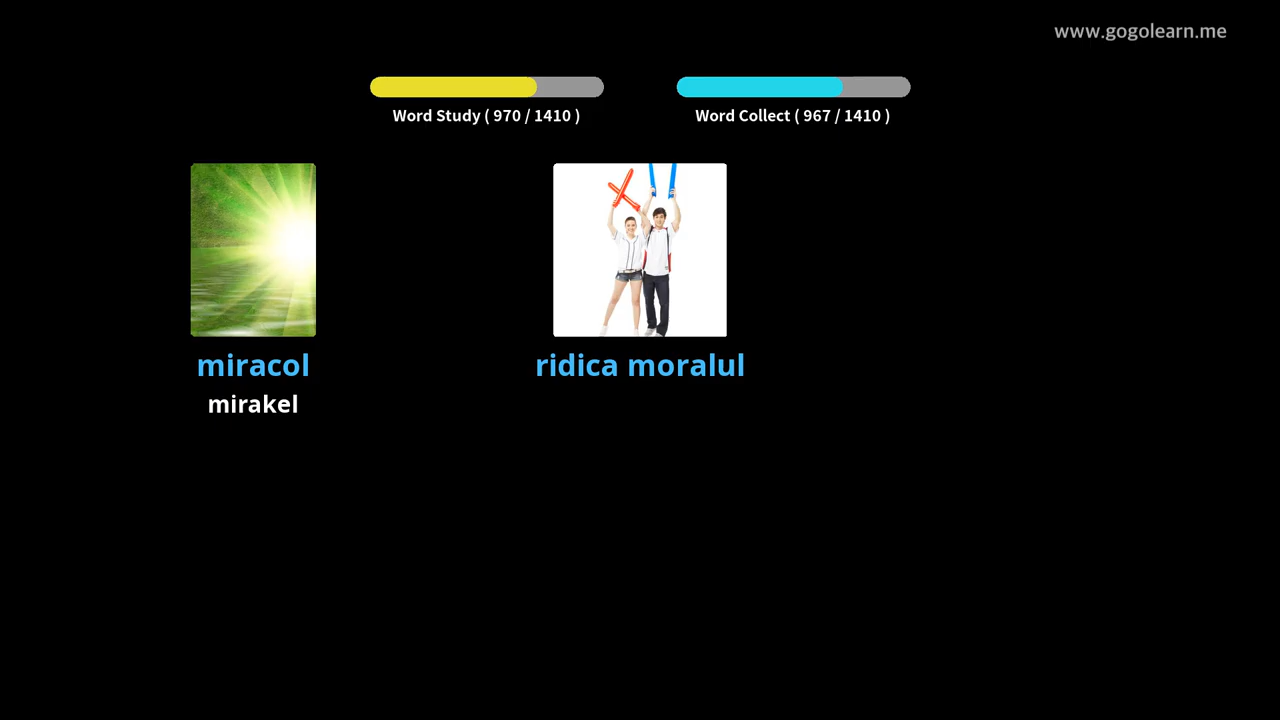 www.gogolearn.me
Word Study ( 970 / 1410 )
Word Collect ( 967 / 1410 )
miracol
mirakel
ridica moralul